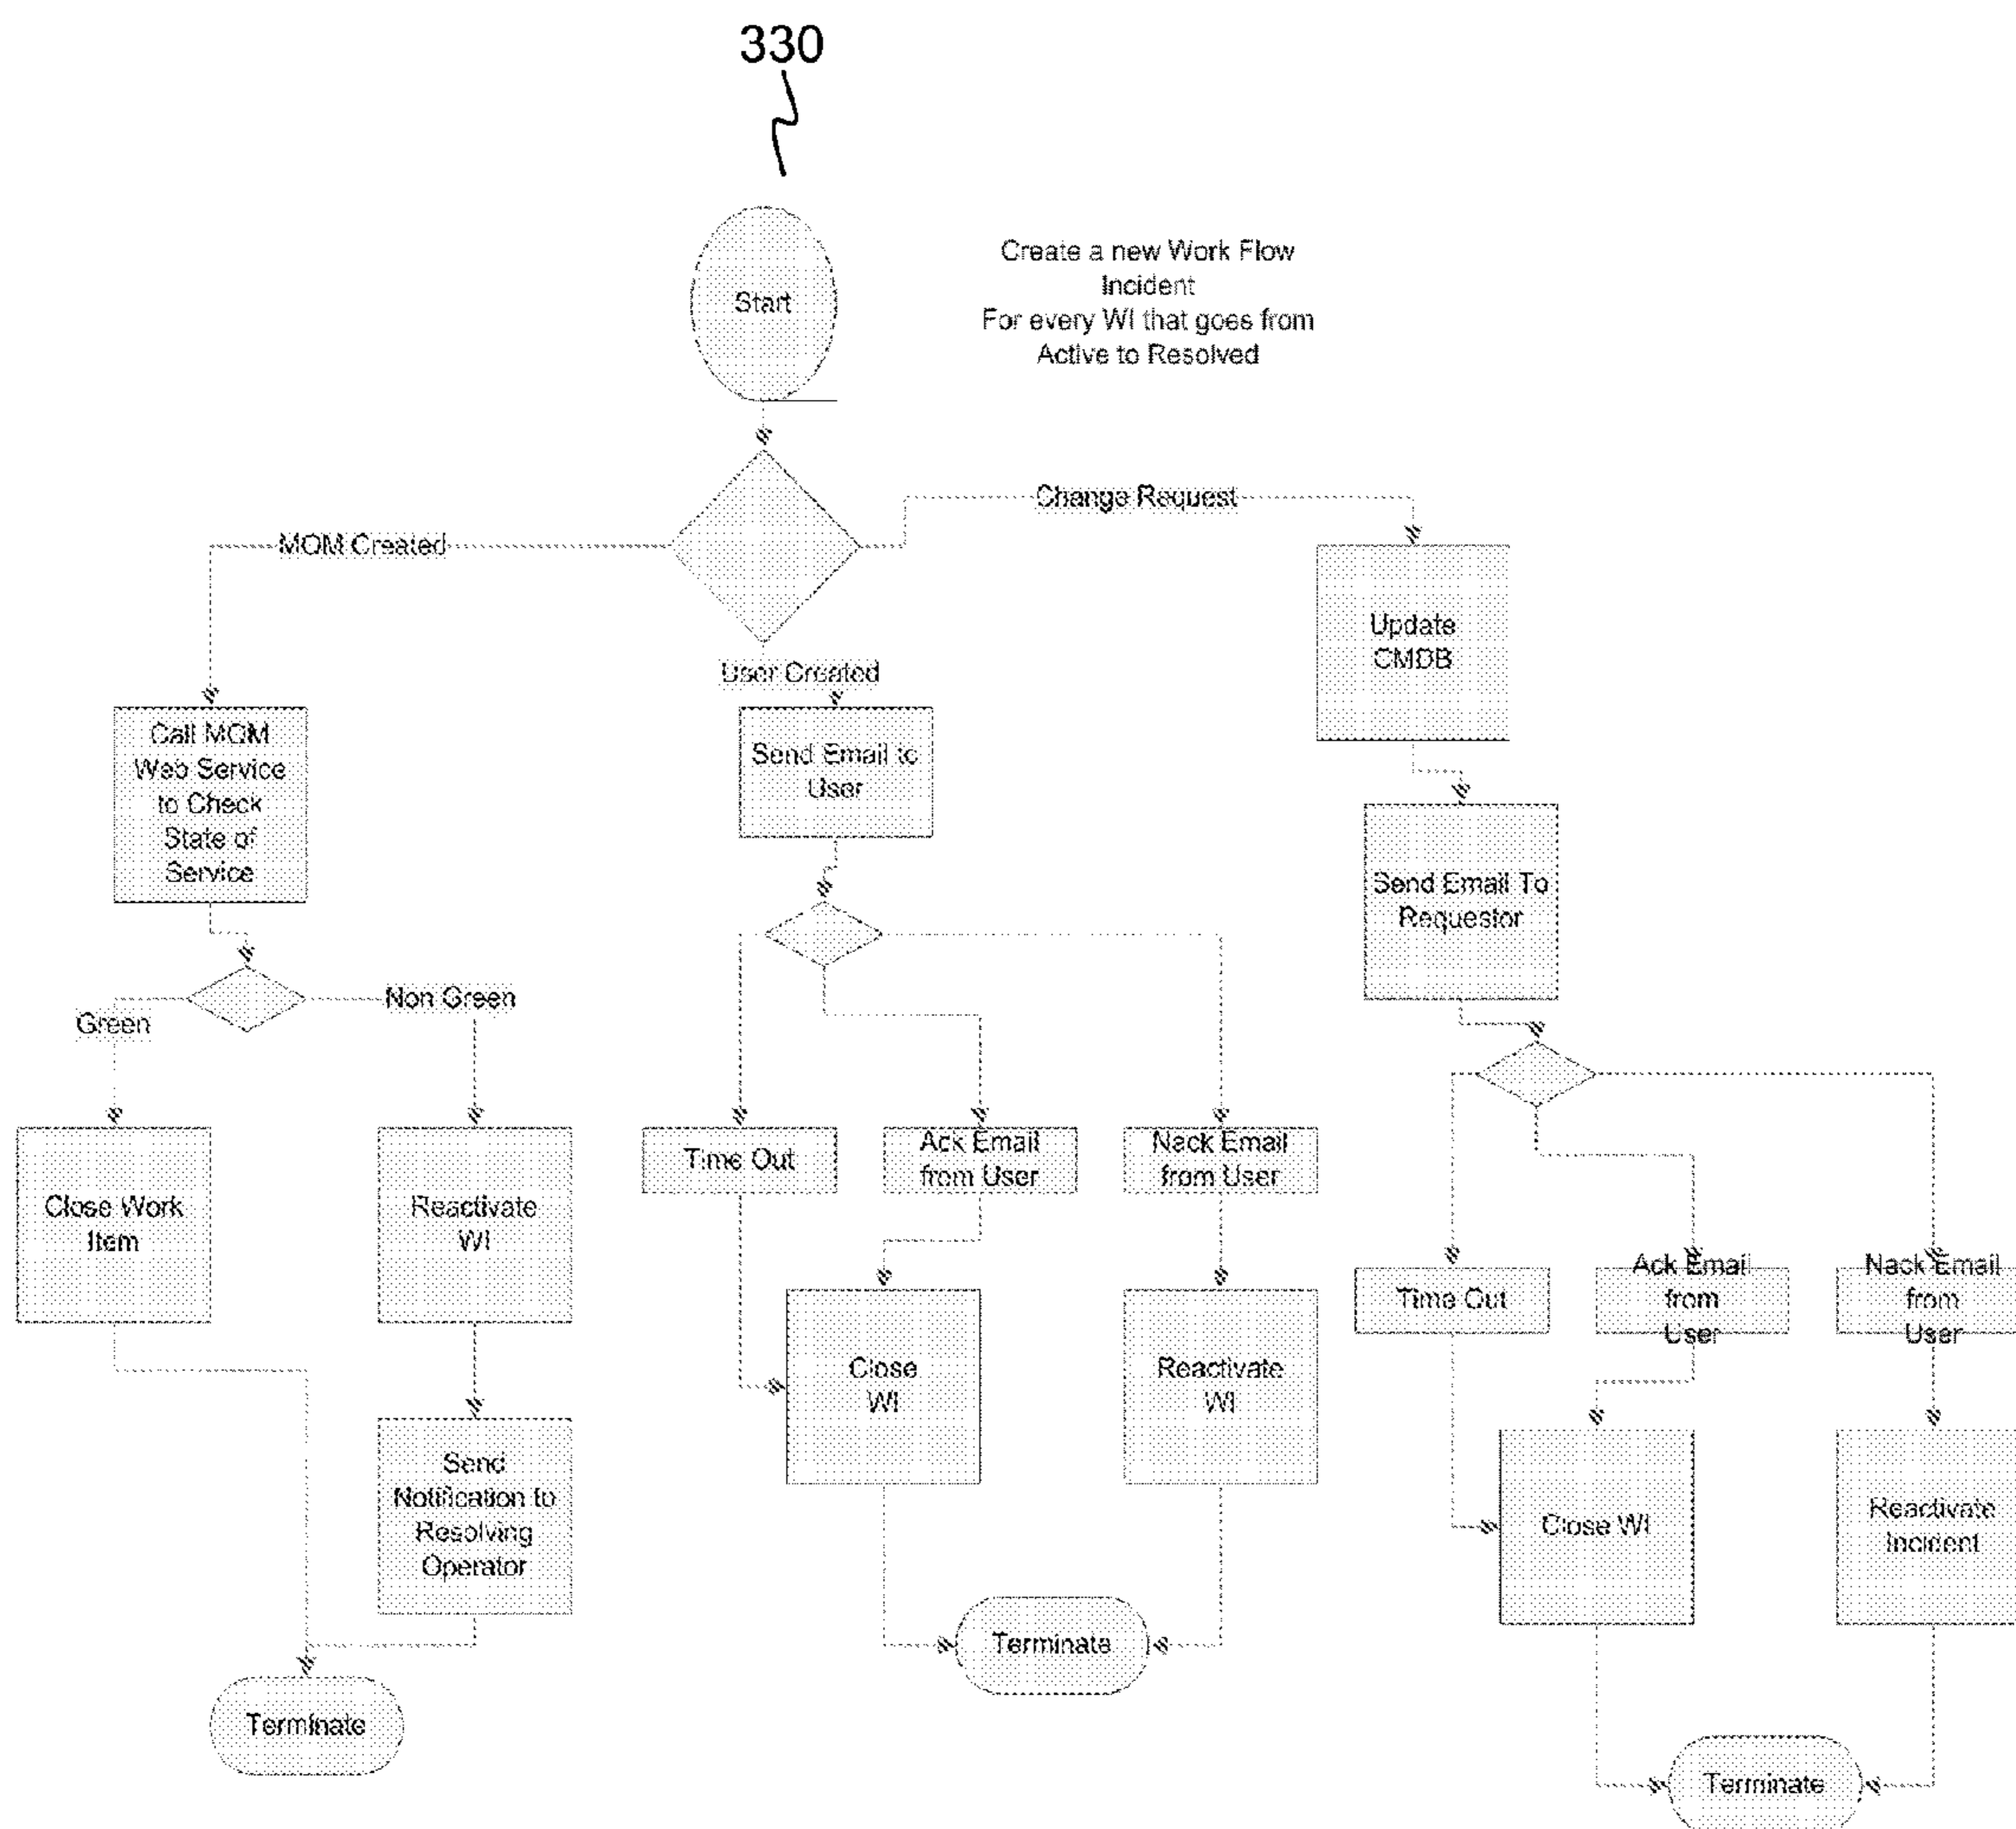 330
Start
Create a new Work Flow
Incident
For every WI that goes from
Active to Resolved
Change Request
MOM Created
User Created
Update
CMDB
Call MOM
Web Service
to Check
State of
Service
Send Email to
User
Send Email To
Requestor
Green
Non Green
Close Work
Item
Reactivate
WI
Time Out
Ack Email
from User
Nack Email
from User
Time Out
Ack Email
from
User
Nack Email
from
User
Close
WI
Reactivate
WI
Send
Notification to
Resolving
Operator
Close WI
Reactivate
Incident
Terminate
Terminate
Terminate